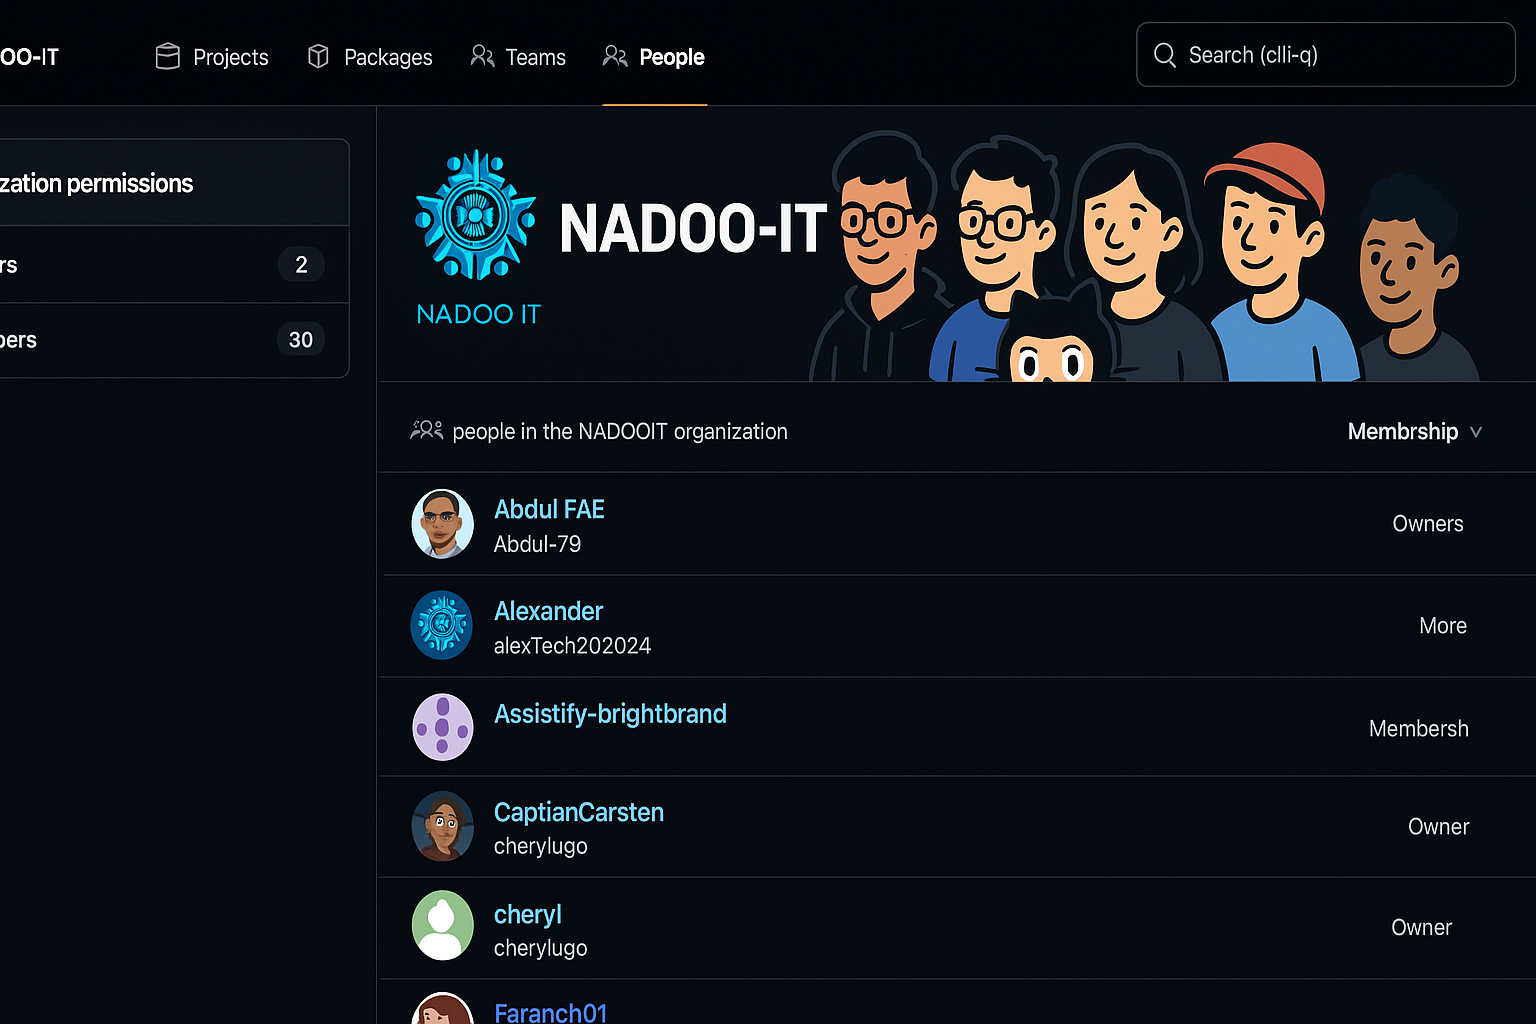 OO-IT
Projects
Packages
Teams
People
Search (clli-q)
zation permissions
rs
2
bers
30
NADOO IT
NADOO-IT
people in the NADOOIT organization
Membrship
Abdul FAE
Abdul-79
Owners
Alexander
alexTech202024
More
Assistify-brightbrand
Membersh
CaptianCarsten
cherylugo
Owner
cheryl
cherylugo
Owner
Faranch01